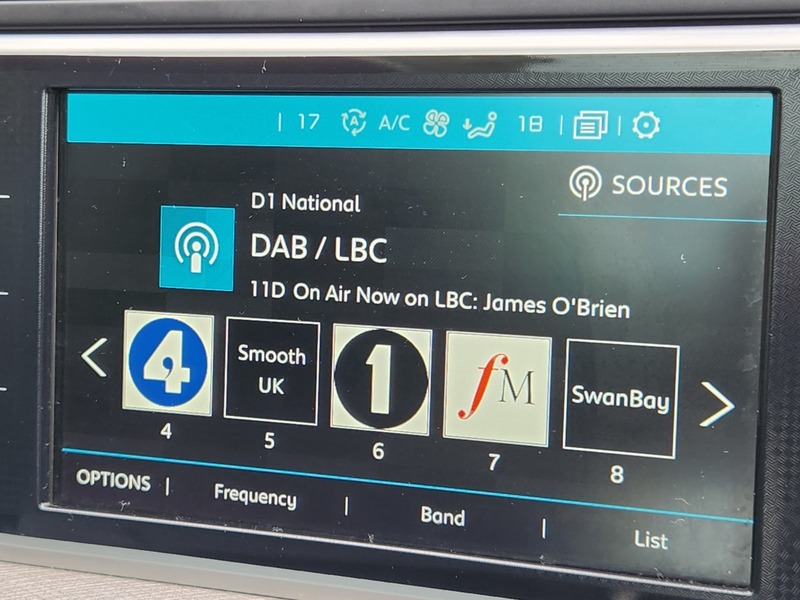 17 A A/C 18
SOURCES
D1 National
DAB / LBC
11D On Air Now on LBC: James O'Brien
4
Smooth
UK
1
fM
SwanBay
4 5 6 7 8
OPTIONS Frequency Band List